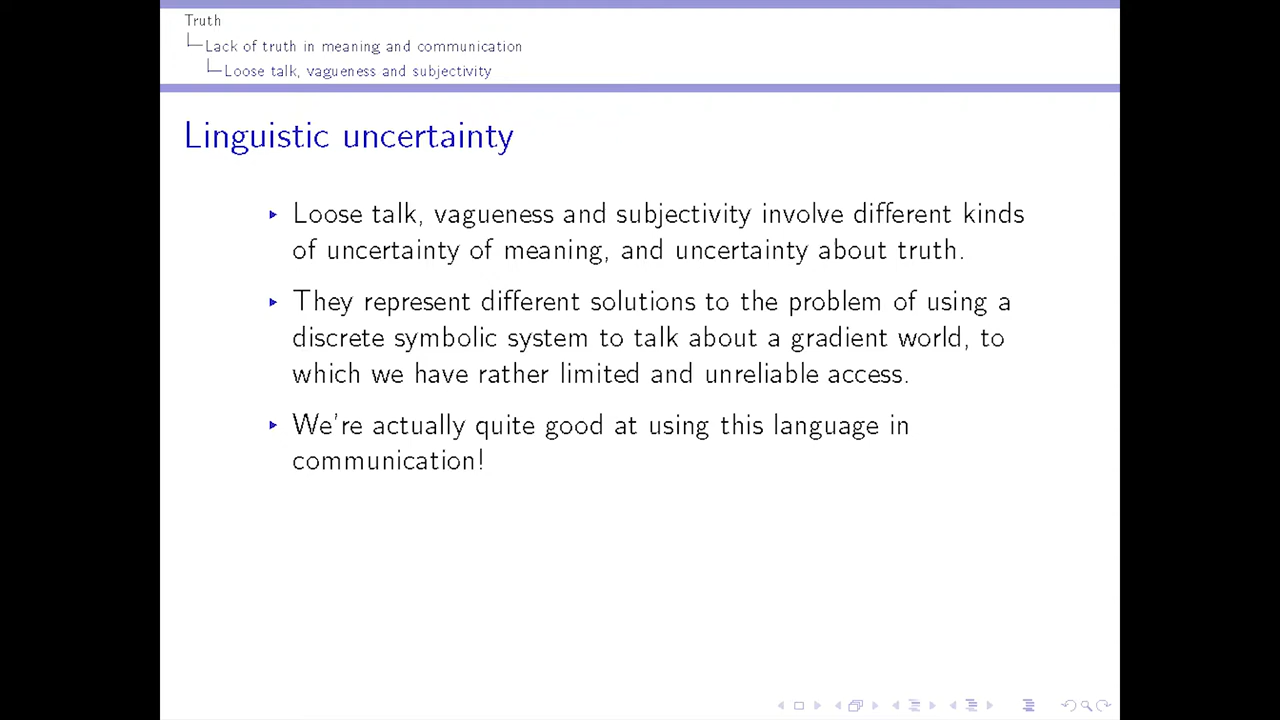 Truth
Lack of truth in meaning and communication
Loose talk, vagueness and subjectivity
Linguistic uncertainty
Loose talk, vagueness and subjectivity involve different kinds
of uncertainty of meaning, and uncertainty about truth.
They represent different solutions to the problem of using a
discrete symbolic system to talk about a gradient world, to
which we have rather limited and unreliable access.
We're actually quite good at using this language in
communication!